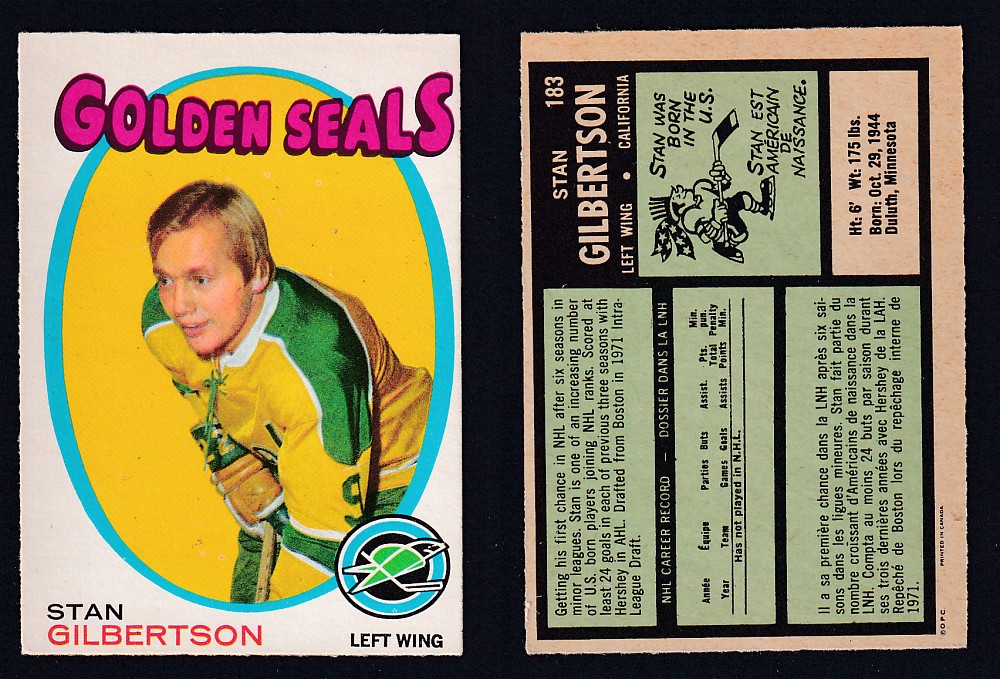 GOLDEN SEALS
STAN
GILBERTSON
LEFT WING
183
STAN
GILBERTSON
LEFT WING • CALIFORNIA
STAN WAS
BORN
IN THE
U.S.
STAN EST
AMÉRICAIN
DE
NAISSANCE.
Ht: 6' Wt: 175 lbs.
Born: Oct. 29, 1944
Duluth, Minnesota
Getting his first chance in NHL after six seasons in
minor leagues. Stan is one of an increasing number
of U.S. born players joining NHL ranks. Scored at
least 24 goals in each of previous three seasons with
Hershey in AHL. Drafted from Boston in 1971 Intra-
League Draft.
NHL CAREER RECORD — DOSSIER DANS LA LNH
Année Équipe Parties Buts Assist. Pts. Min. pun.
Year Team Games Goals Assists Total Points Penalty Min.
Has not played in N.H.L.
Il a sa première chance dans la LNH après six sai-
sons dans les ligues mineures. Stan fait partie du
nombre croissant d'Américains de naissance dans la
LNH. Compta au moins 24 buts par saison durant
ses trois dernières années avec Hershey de la LAH.
Repêché de Boston lors du repêchage interne de
1971.
© O.P.C. PRINTED IN CANADA